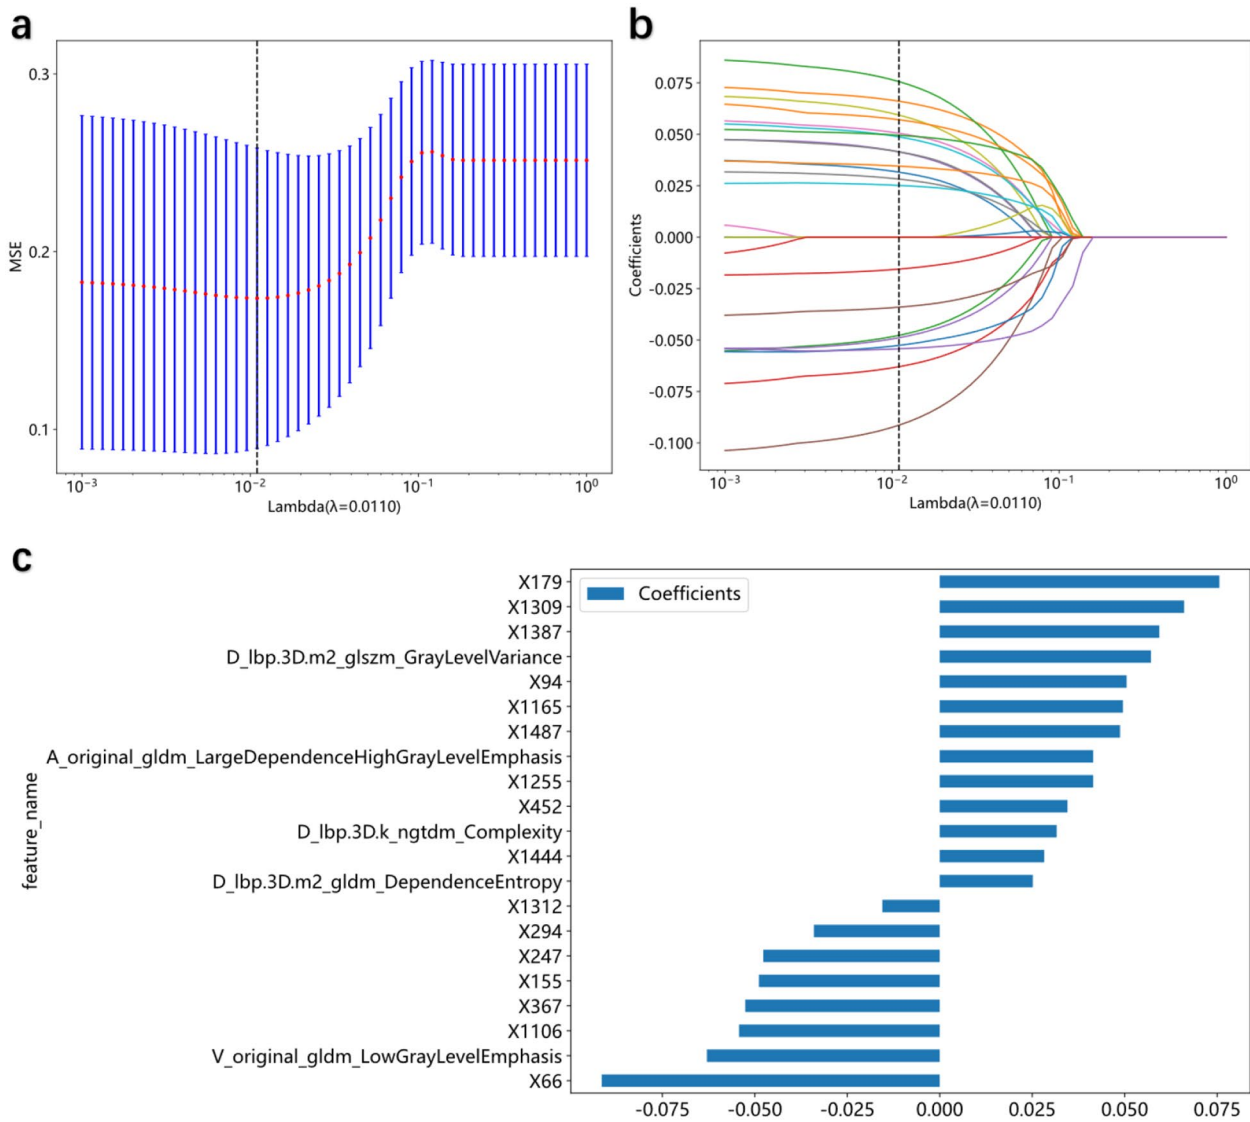 a
0.3
0.2
0.1
MSE
10⁻³
10⁻²
10⁻¹
10⁰
Lambda(λ=0.0110)
b
0.075
0.050
0.025
0.000
-0.025
-0.050
-0.075
-0.100
Coefficients
10⁻³
10⁻²
10⁻¹
10⁰
Lambda(λ=0.0110)
c
Coefficients
feature_name
X179
X1309
X1387
D_lbp.3D.m2_glszm_GrayLevelVariance
X94
X1165
X1487
A_original_gldm_LargeDependenceHighGrayLevelEmphasis
X1255
X452
D_lbp.3D.k_ngtdm_Complexity
X1444
D_lbp.3D.m2_gldm_DependenceEntropy
X1312
X294
X247
X155
X367
X1106
V_original_gldm_LowGrayLevelEmphasis
X66
-0.075
-0.050
-0.025
0.000
0.025
0.050
0.075